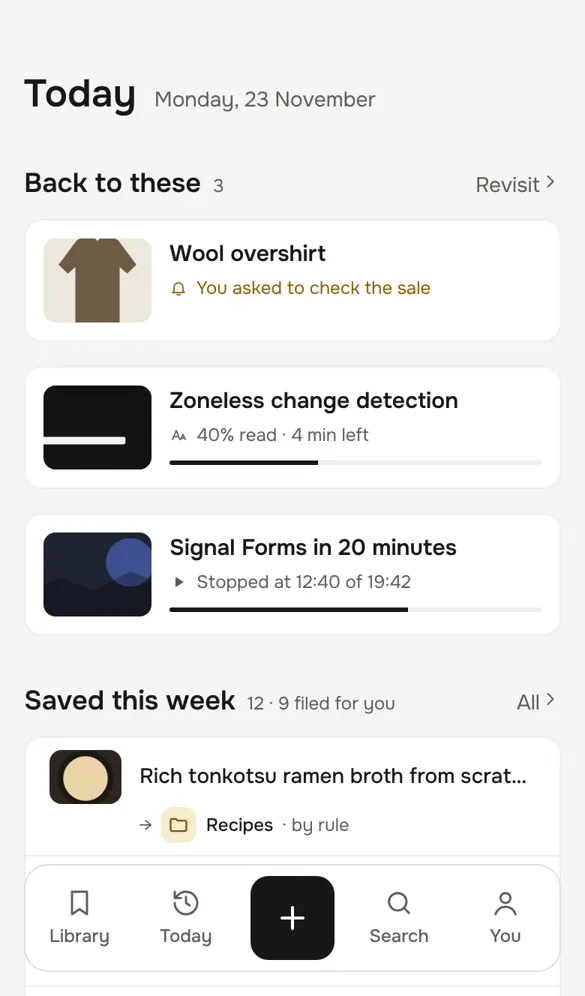 Today Monday, 23 November
Back to these 3 Revisit
Wool overshirt
You asked to check the sale
Zoneless change detection
AA 40% read · 4 min left
Signal Forms in 20 minutes
Stopped at 12:40 of 19:42
Saved this week 12 · 9 filed for you All
Rich tonkotsu ramen broth from scrat...
→ Recipes · by rule
Library Today Search You